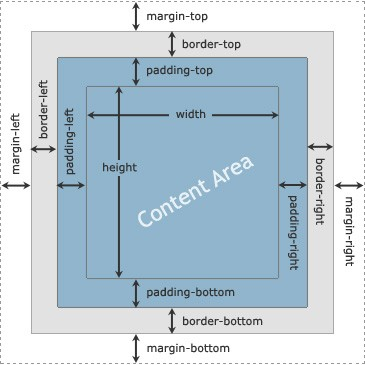 margin-top
border-top
padding-top
width
height
Content Area
margin-left
border-left
padding-left
padding-right
border-right
margin-right
padding-bottom
border-bottom
margin-bottom